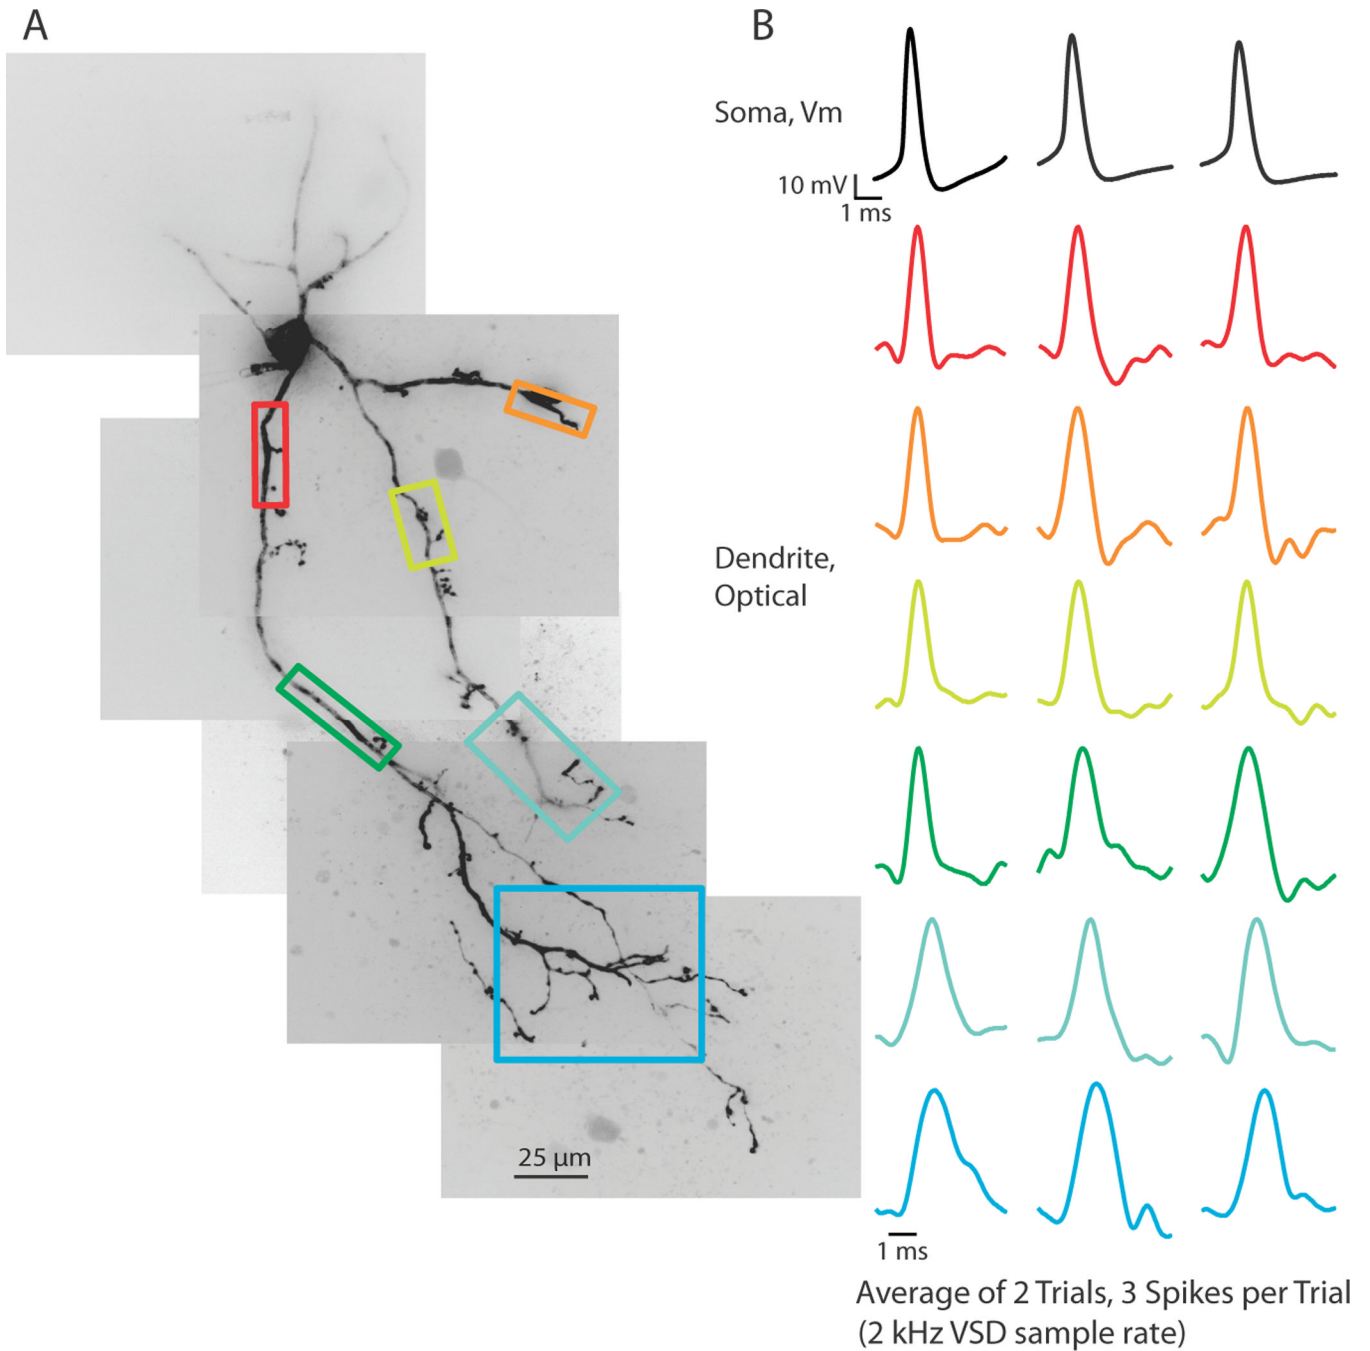 A
B
Soma, Vm
10 mV
1 ms
Dendrite,
Optical
25 µm
1 ms
Average of 2 Trials, 3 Spikes per Trial
(2 kHz VSD sample rate)